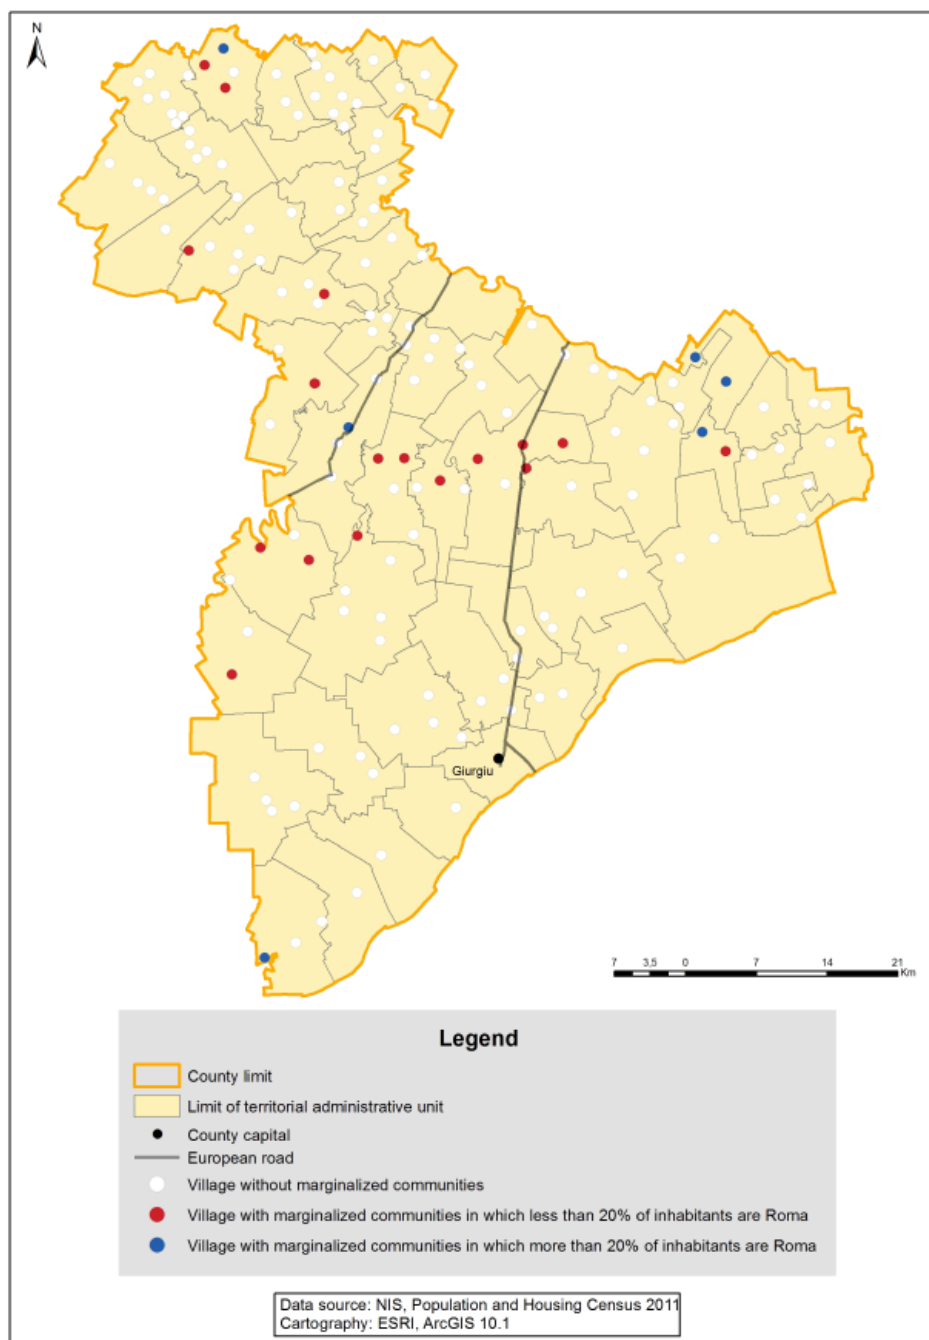 N
Giurgiu
7 3,5 0 7 14 21
Km
Legend
County limit
Limit of territorial administrative unit
County capital
European road
Village without marginalized communities
Village with marginalized communities in which less than 20% of inhabitants are Roma
Village with marginalized communities in which more than 20% of inhabitants are Roma
Data source: NIS, Population and Housing Census 2011
Cartography: ESRI, ArcGIS 10.1